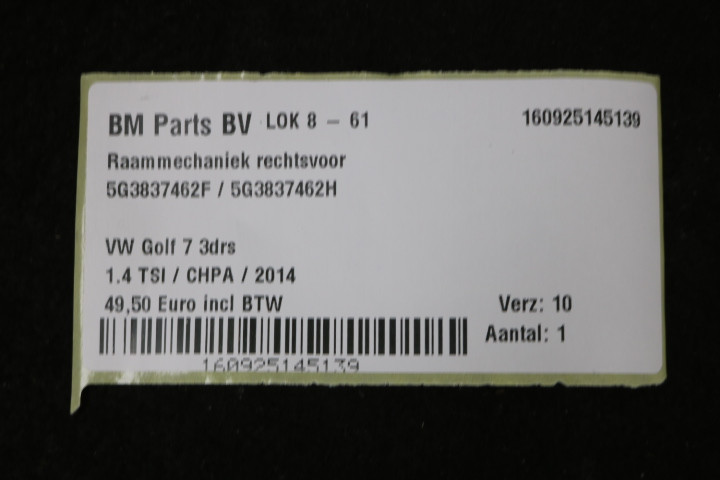 BM Parts BV LOK 8 - 61 160925145139
Raammechaniek rechtsvoor
5G3837462F / 5G3837462H
VW Golf 7 3drs
1.4 TSI / CHPA / 2014
49,50 Euro incl BTW Verz: 10
Aantal: 1
160925145139